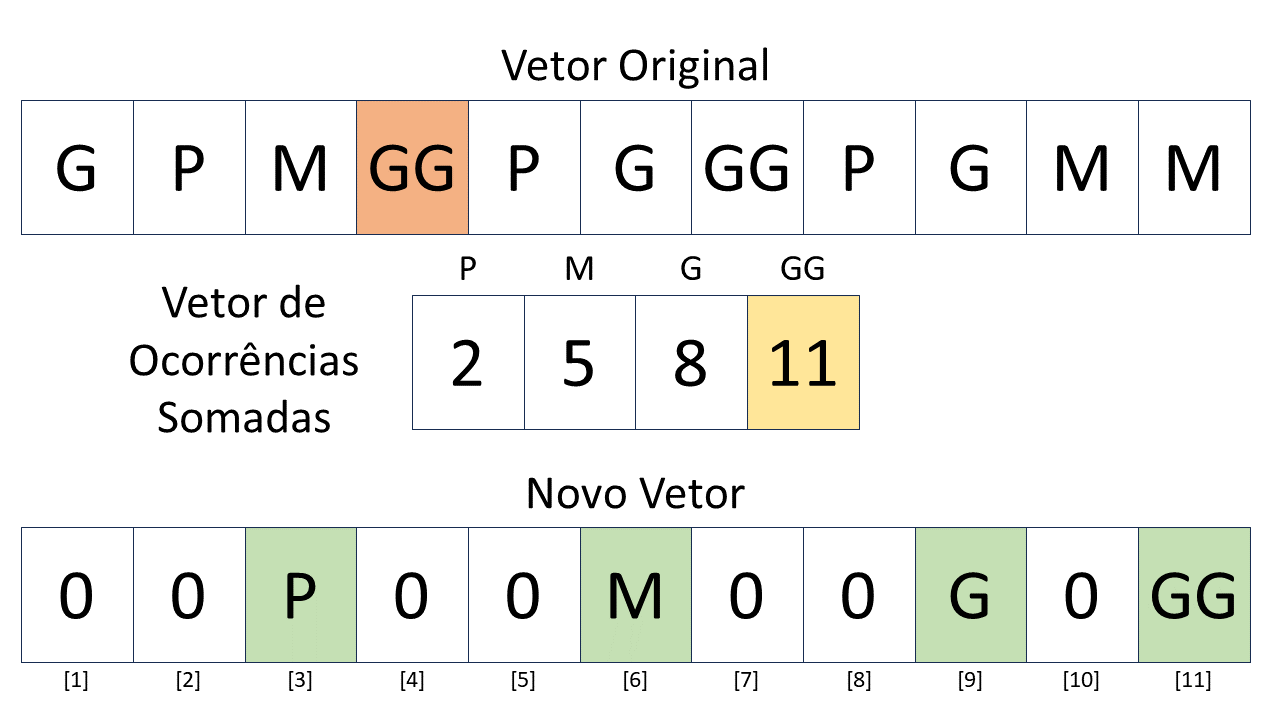 Vetor Original
G P M GG P G GG P G M M
P M G GG
Vetor de
Ocorrências
Somadas
2 5 8 11
Novo Vetor
0 0 P 0 0 M 0 0 G 0 GG
[1] [2] [3] [4] [5] [6] [7] [8] [9] [10] [11]